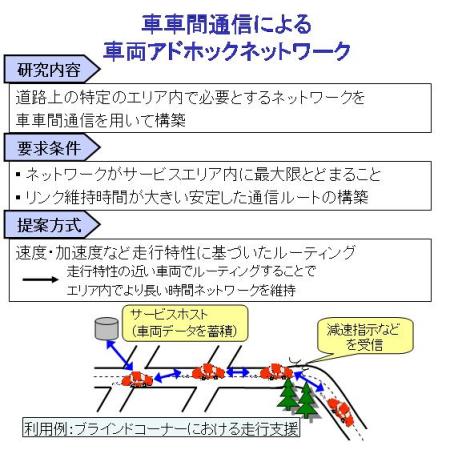 車車間通信による
車両アドホックネットワーク
研究内容
道路上の特定のエリア内で必要とするネットワークを
車車間通信を用いて構築
要求条件
▪ ネットワークがサービスエリア内に最大限とどまること
▪ リンク維持時間が大きい安定した通信ルートの構築
提案方式
速度・加速度など走行特性に基づいたルーティング
走行特性の近い車両でルーティングすることで
エリア内でより長い時間ネットワークを維持
サービスホスト
（車両データを蓄積）
減速指示など
を受信
利用例：ブラインドコーナーにおける走行支援